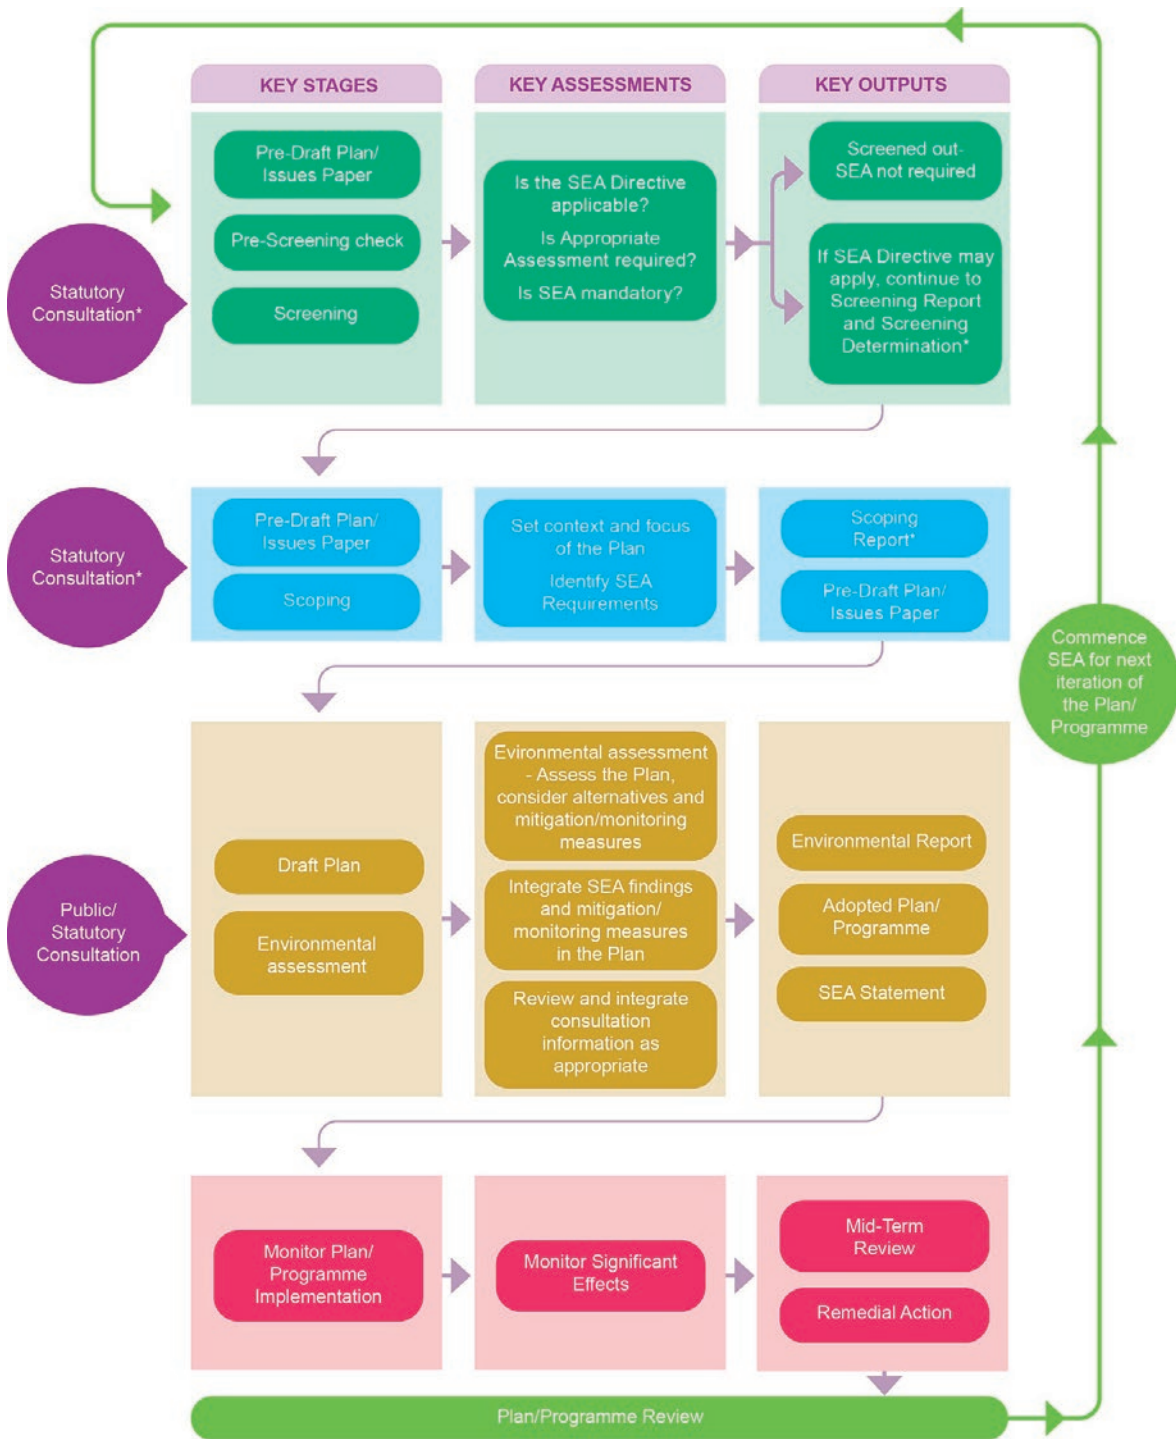 KEY STAGES
KEY ASSESSMENTS
KEY OUTPUTS
Statutory
Consultation*
Pre-Draft Plan/
Issues Paper
Pre-Screening check
Screening
Is the SEA Directive
applicable?
Is Appropriate
Assessment required?
Is SEA mandatory?
Screened out-
SEA not required
If SEA Directive may
apply, continue to
Screening Report
and Screening
Determination*
Statutory
Consultation*
Pre-Draft Plan/
Issues Paper
Scoping
Set context and focus
of the Plan
Identify SEA
Requirements
Scoping
Report*
Pre-Draft Plan/
Issues Paper
Commence
SEA for next
iteration of
the Plan/
Programme
Public/
Statutory
Consultation
Draft Plan
Environmental
assessment
Evironmental assessment
- Assess the Plan,
consider alternatives and
mitigation/monitoring
measures
Integrate SEA findings
and mitigation/
monitoring measures
in the Plan
Review and integrate
consultation
information as
appropriate
Environmental Report
Adopted Plan/
Programme
SEA Statement
Monitor Plan/
Programme
Implementation
Monitor Significant
Effects
Mid-Term
Review
Remedial Action
Plan/Programme Review